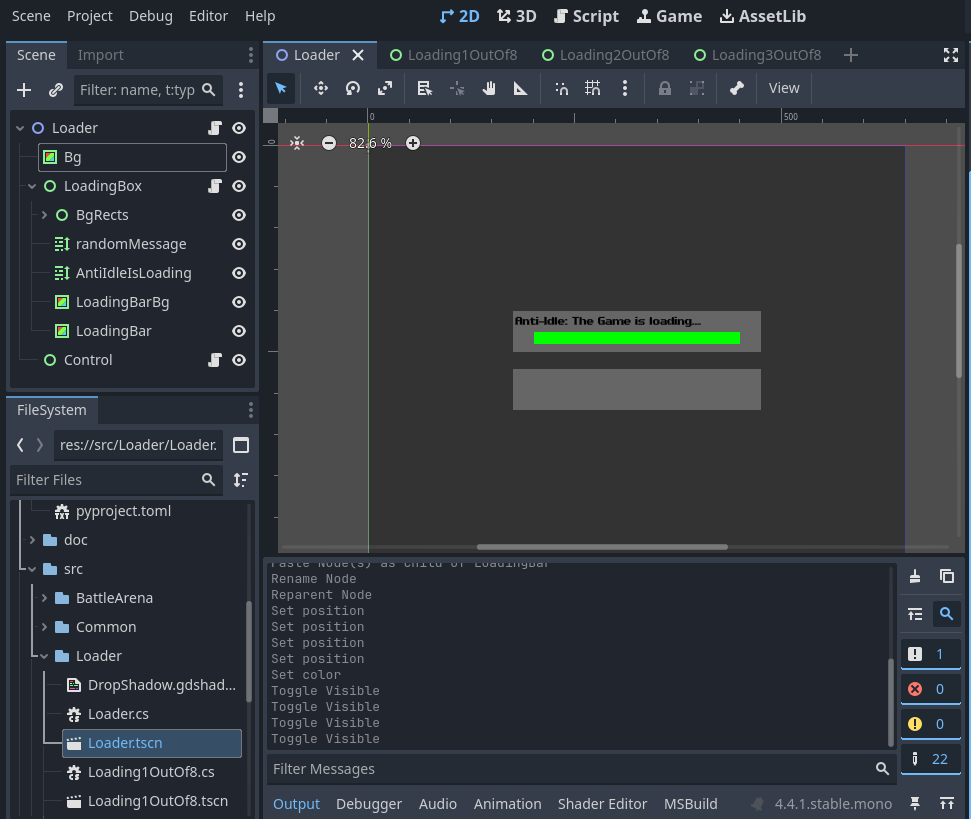 Scene Project Debug Editor Help 2D 3D Script Game AssetLib
Scene Import
Filter: name, t:typ
Loader
Bg
LoadingBox
BgRects
randomMessage
AntiIdleIsLoading
LoadingBarBg
LoadingBar
Control
FileSystem
res://src/Loader/Loader.
Filter Files
pyproject.toml
doc
src
BattleArena
Common
Loader
DropShadow.gdshad...
Loader.cs
Loader.tscn
Loading1OutOf8.cs
Loading1OutOf8.tscn
Loader Loading1OutOf8 Loading2OutOf8 Loading3OutOf8
View
0 500
0
82.6 %
Anti-Idle: The Game is loading...
Paste Node(s) as child of LoadingBar
Rename Node
Reparent Node
Set position
Set position
Set position
Set position
Set color
Toggle Visible
Toggle Visible
Toggle Visible
Toggle Visible
1
0
0
22
Filter Messages
Output Debugger Audio Animation Shader Editor MSBuild 4.4.1.stable.mono